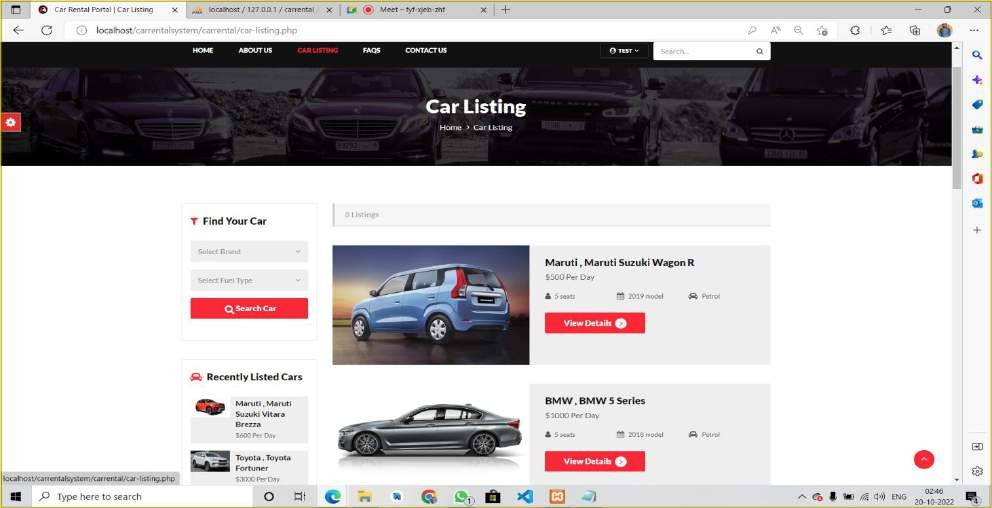 Car Rental Portal | Car Listing
localhost / 127.0.0.1 / carrental /
Meet – fyf-xjeb-zhf
localhost/carrentalsystem/carrental/car-listing.php
HOME ABOUT US CAR LISTING FAQS CONTACT US
TEST
Search...
Car Listing
Home > Car Listing
Find Your Car
Select Brand
Select Fuel Type
Search Car
Recently Listed Cars
Maruti , Maruti
Suzuki Vitara
Brezza
$600 Per Day
Toyota , Toyota
Fortuner
$3000 Per Day
8 Listings
Maruti , Maruti Suzuki Wagon R
$500 Per Day
5 seats 2019 model Petrol
View Details
BMW , BMW 5 Series
$1000 Per Day
5 seats 2018 model Petrol
View Details
localhost/carrentalsystem/carrental/car-listing.php
Type here to search
1
ENG
02:46
20-10-2022
4